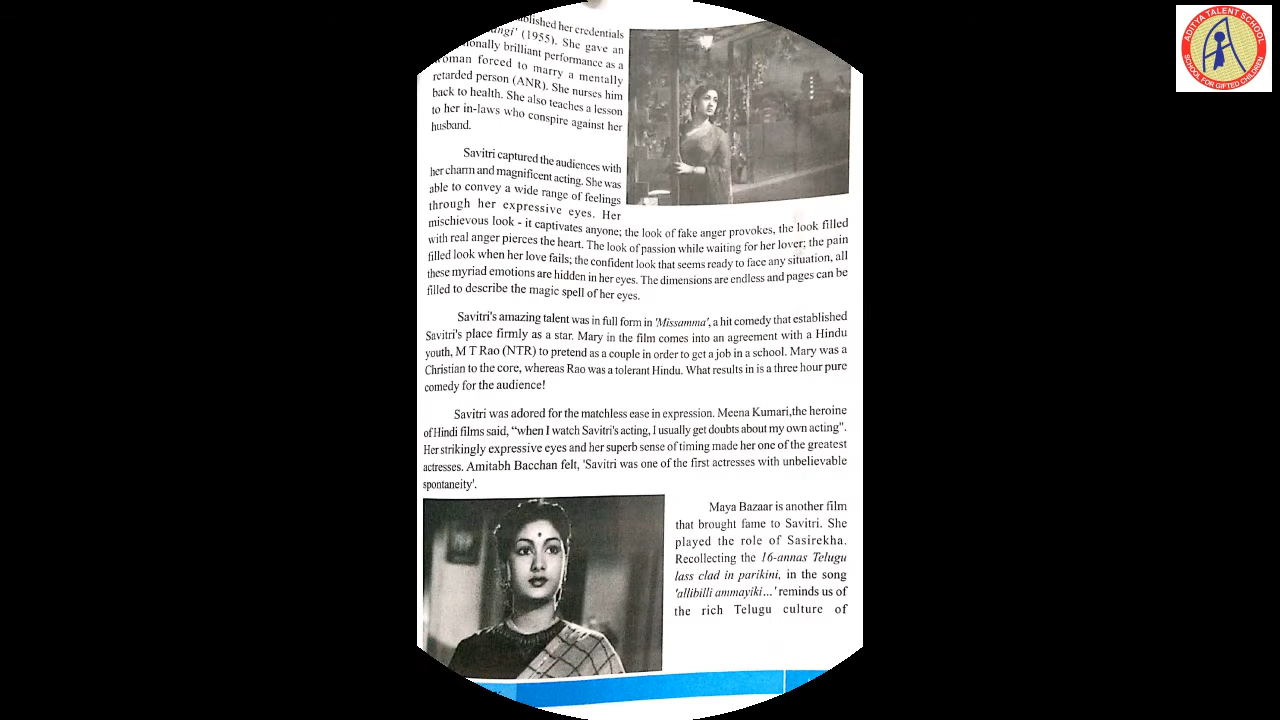 blished her credentials
ngi' (1955). She gave an
ionally brilliant performance as a
woman forced to marry a mentally
retarded person (ANR). She nurses him
back to health. She also teaches a lesson
to her in-laws who conspire against her
husband.
Savitri captured the audiences with
her charm and magnificent acting. She was
able to convey a wide range of feelings
through her expressive eyes. Her
mischievous look - it captivates anyone; the look of fake anger provokes, the look filled
with real anger pierces the heart. The look of passion while waiting for her lover; the pain
filled look when her love fails; the confident look that seems ready to face any situation, all
these myriad emotions are hidden in her eyes. The dimensions are endless and pages can be
filled to describe the magic spell of her eyes.
Savitri's amazing talent was in full form in 'Missamma', a hit comedy that established
Savitri's place firmly as a star. Mary in the film comes into an agreement with a Hindu
youth, M T Rao (NTR) to pretend as a couple in order to get a job in a school. Mary was a
Christian to the core, whereas Rao was a tolerant Hindu. What results in is a three hour pure
comedy for the audience!
Savitri was adored for the matchless ease in expression. Meena Kumari,the heroine
of Hindi films said, "when I watch Savitri's acting, I usually get doubts about my own acting".
Her strikingly expressive eyes and her superb sense of timing made her one of the greatest
actresses. Amitabh Bacchan felt, 'Savitri was one of the first actresses with unbelievable
spontaneity'.
Maya Bazaar is another film
that brought fame to Savitri. She
played the role of Sasirekha.
Recollecting the 16-annas Telugu
lass clad in parikini, in the song
'allibilli ammayiki...' reminds us of
the rich Telugu culture of
ADITYA TALENT SCHOOL
SCHOOL FOR GIFTED CHILDREN